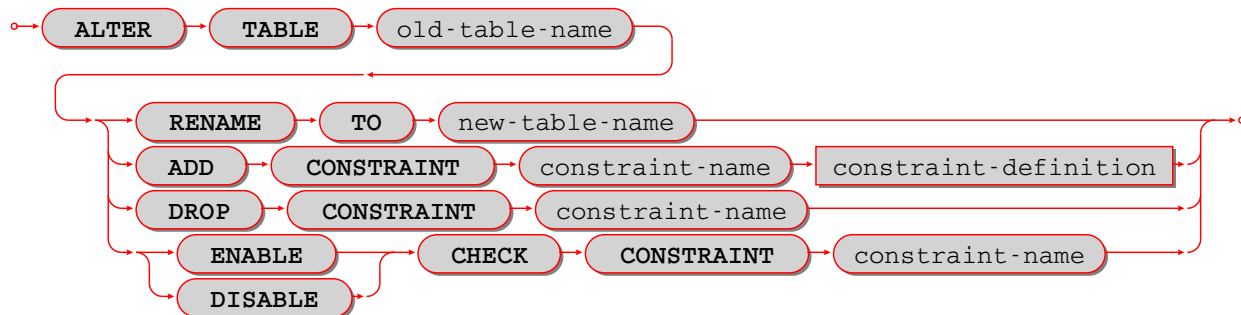 ALTER TABLE old-table-name
RENAME TO new-table-name
ADD CONSTRAINT constraint-name constraint-definition
DROP CONSTRAINT constraint-name
ENABLE CHECK CONSTRAINT constraint-name
DISABLE